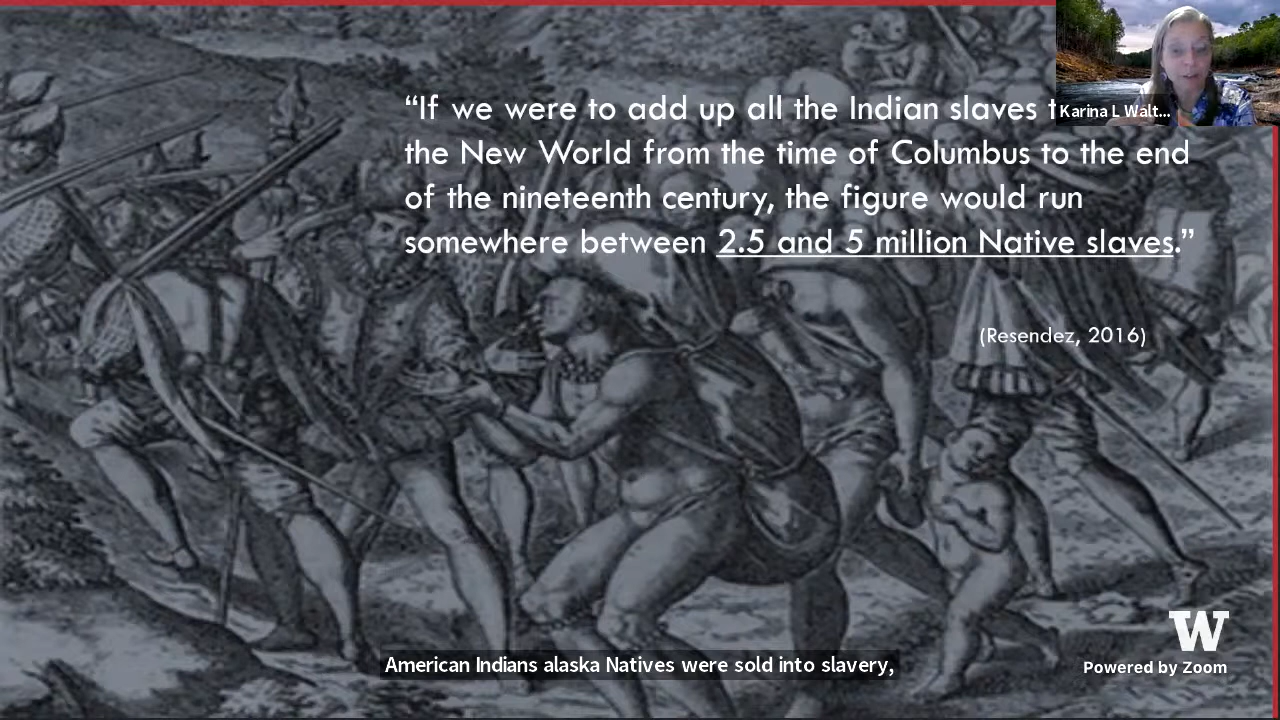 “If we were to add up all the Indian slaves
the New World from the time of Columbus to the end
of the nineteenth century, the figure would run
somewhere between 2.5 and 5 million Native slaves.”
(Resendez, 2016)
Karina L Walt...
W
Powered by Zoom
American Indians alaska Natives were sold into slavery,